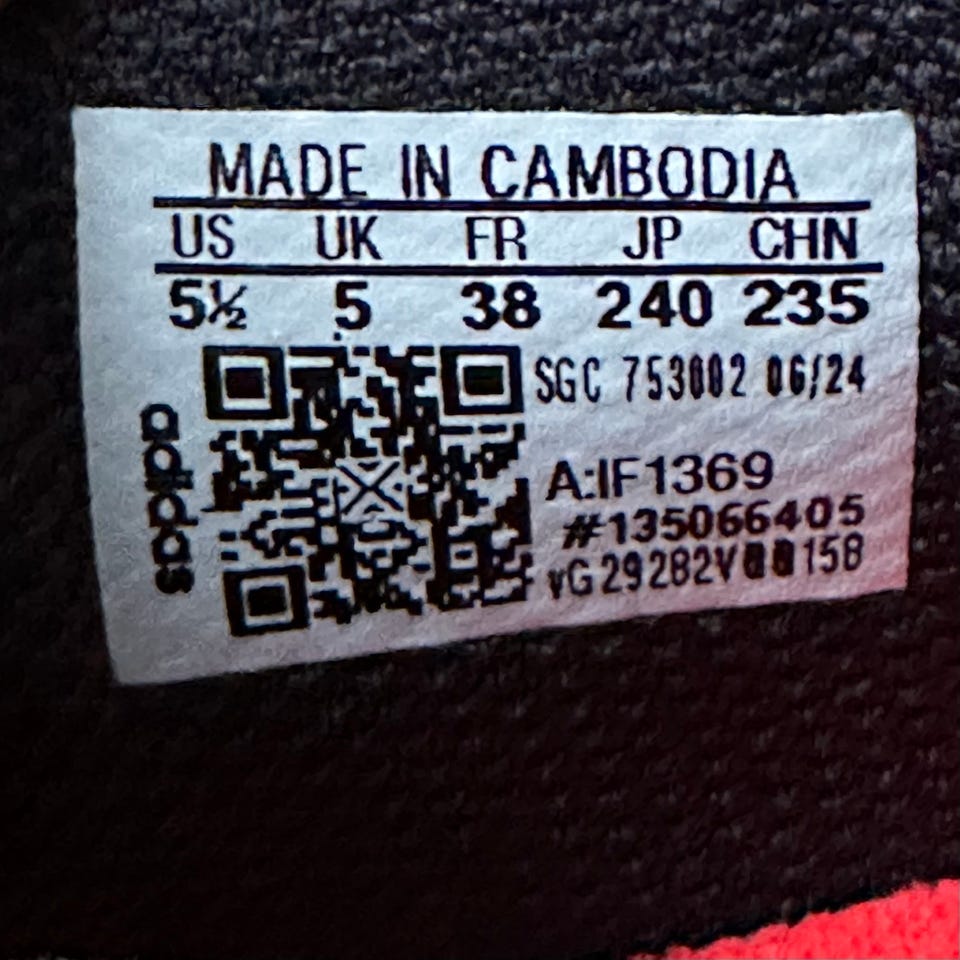 MADE IN CAMBODIA
US UK FR JP CHN
5½ 5 38 240 235
adidas
SGC 753002 06/24
A:IF1369
#135066405